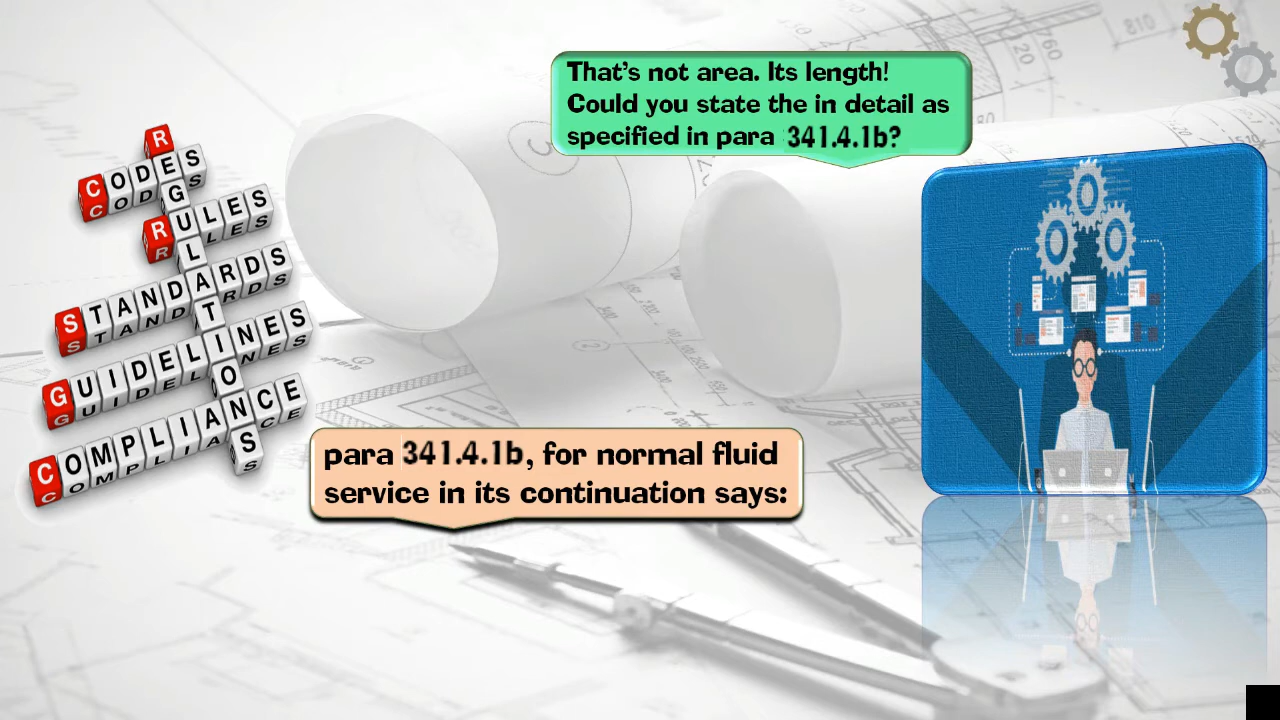 That's not area. Its length!
Could you state the in detail as
specified in para 341.4.1b?
REGULATIONS
CODES
RULES
STANDARDS
GUIDELINES
COMPLIANCE
para 341.4.1b, for normal fluid
service in its continuation says: